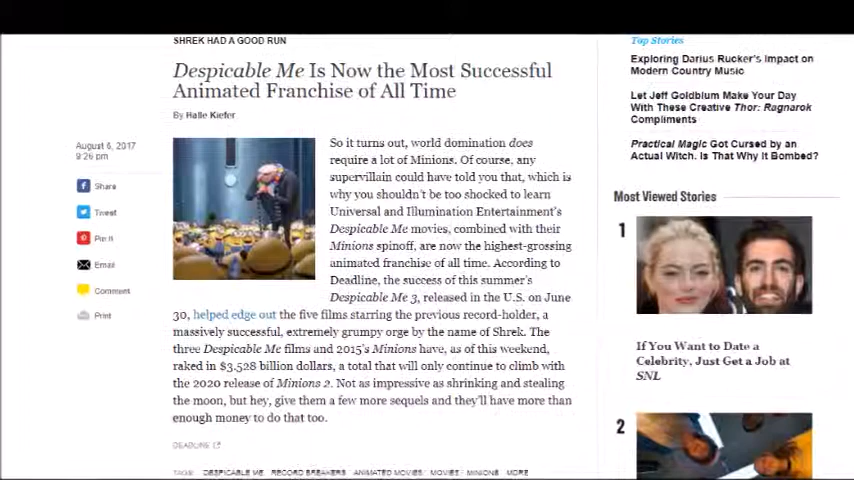 SHREK HAD A GOOD RUN
Despicable Me Is Now the Most Successful
Animated Franchise of All Time
By Halle Kiefer
August 6, 2017
9:26 pm
Share
Tweet
Pin It
Email
Comment
Print
So it turns out, world domination does
require a lot of Minions. Of course, any
supervillain could have told you that, which is
why you shouldn't be too shocked to learn
Universal and Illumination Entertainment's
Despicable Me movies, combined with their
Minions spinoff, are now the highest-grossing
animated franchise of all time. According to
Deadline, the success of this summer's
Despicable Me 3, released in the U.S. on June
30, helped edge out the five films starring the previous record-holder, a
massively successful, extremely grumpy orge by the name of Shrek. The
three Despicable Me films and 2015's Minions have, as of this weekend,
raked in $3.528 billion dollars, a total that will only continue to climb with
the 2020 release of Minions 2. Not as impressive as shrinking and stealing
the moon, but hey, give them a few more sequels and they'll have more than
enough money to do that too.
DEADLINE
TAGS: DESPICABLE ME RECORD BREAKERS ANIMATED MOVIES MOVIES MINIONS MORE
Top Stories
Exploring Darius Rucker's Impact on
Modern Country Music
Let Jeff Goldblum Make Your Day
With These Creative Thor: Ragnarok
Compliments
Practical Magic Got Cursed by an
Actual Witch. Is That Why It Bombed?
Most Viewed Stories
1
If You Want to Date a
Celebrity, Just Get a Job at
SNL
2